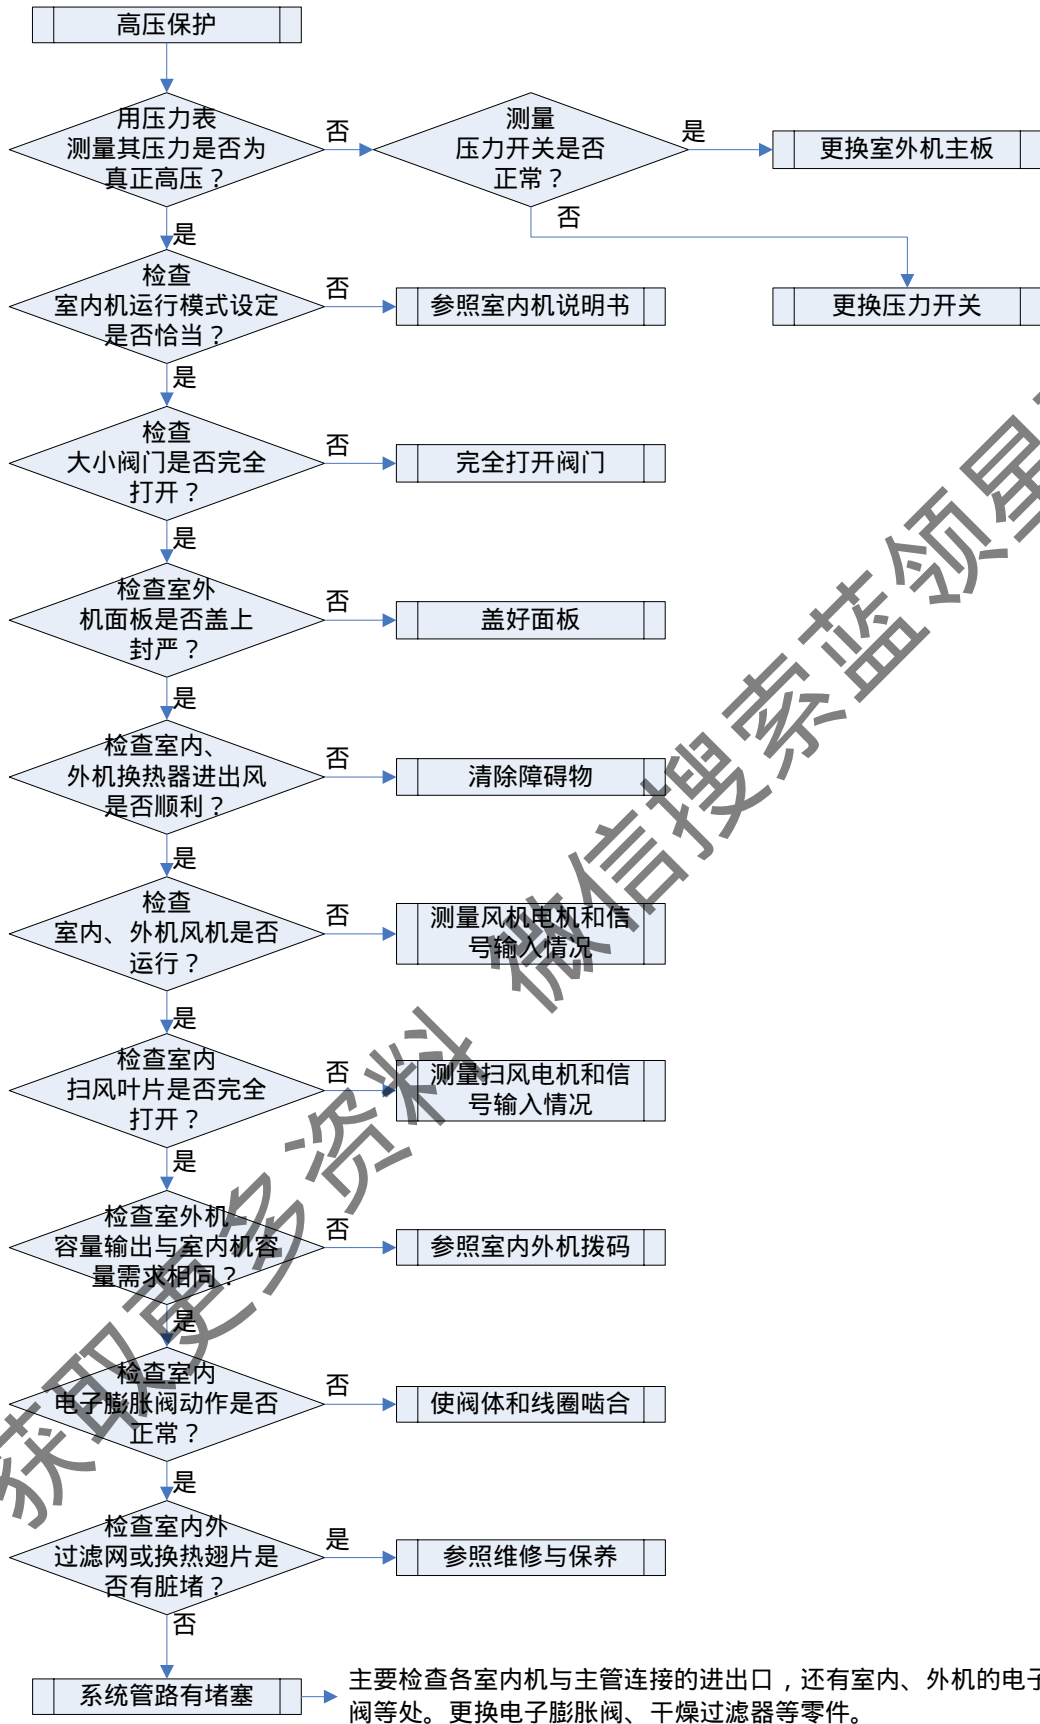 高压保护
用压力表
测量其压力是否为
真正高压？
否
测量
压力开关是否
正常？
是
更换室外机主板
否
更换压力开关
是
检查
室内机运行模式设定
是否恰当？
否
参照室内机说明书
是
检查
大小阀门是否完全
打开？
否
完全打开阀门
是
检查室外
机面板是否盖上
封严？
否
盖好面板
是
检查室内、
外机换热器进出风
是否顺利？
否
清除障碍物
是
检查
室内、外机风机是否
运行？
否
测量风机电机和信
号输入情况
是
检查室内
扫风叶片是否完全
打开？
否
测量扫风电机和信
号输入情况
是
检查室外机
容量输出与室内机容
量需求相同？
否
参照室内外机拨码
是
检查室内
电子膨胀阀动作是否
正常？
否
使阀体和线圈啮合
是
检查室内外
过滤网或换热翅片是
否有脏堵？
是
参照维修与保养
否
系统管路有堵塞
主要检查各室内机与主管连接的进出口，还有室内、外机的电子
阀等处。更换电子膨胀阀、干燥过滤器等零件。
获取更多资料 微信搜索蓝领星